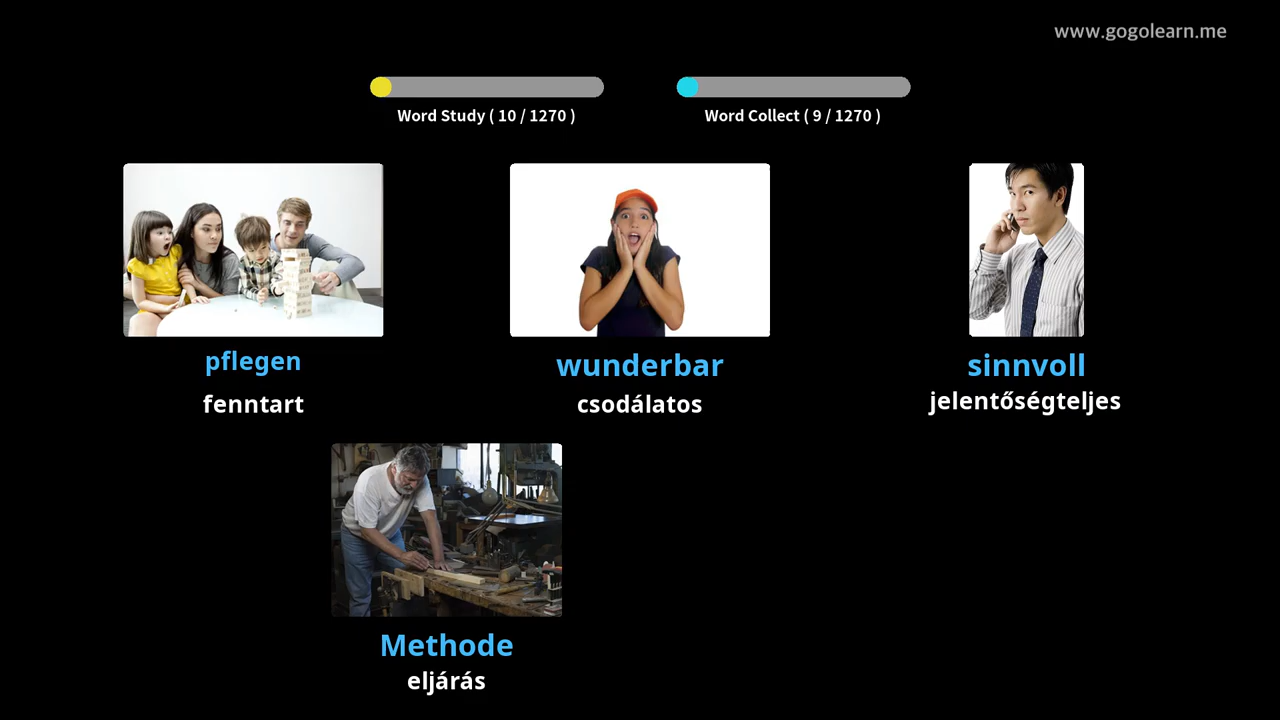 www.gogolearn.me
Word Study ( 10 / 1270 )
Word Collect ( 9 / 1270 )
pflegen
fenntart
wunderbar
csodálatos
sinnvoll
jelentőségteljes
Methode
eljárás